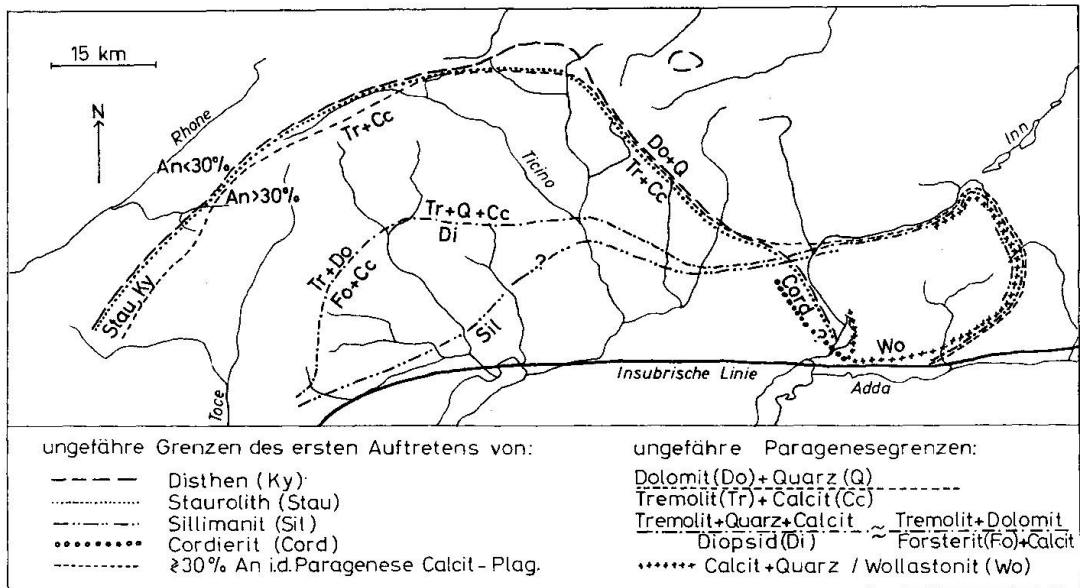 15 km
N
Rhone
An<30%
An>30%
Tr+Cc
Ticino
Do+Q
Tr+Cc
Inn
Tr+Q+Cc
Di
Tr+Do
Fo+Cc
?
Stau, Ky
Sil
Cord
?
Wo
Insubrische Linie
Adda
Toce
ungefähre Grenzen des ersten Auftretens von:
Disthen (Ky)
Staurolith (Stau)
Sillimanit (Sil)
Cordierit (Cord)
≥30% An i.d. Paragenese Calcit-Plag.
ungefähre Paragenesegrenzen:
Dolomit(Do)+Quarz(Q)
Tremolit(Tr)+Calcit(Cc)
Tremolit+Quarz+Calcit ≈ Tremolit+Dolomit
Diopsid(Di) Forsterit(Fo)+Calcit
Calcit+Quarz / Wollastonit (Wo)